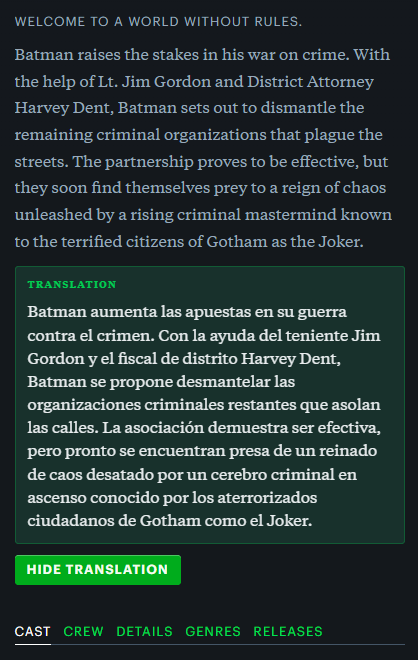 WELCOME TO A WORLD WITHOUT RULES.
Batman raises the stakes in his war on crime. With
the help of Lt. Jim Gordon and District Attorney
Harvey Dent, Batman sets out to dismantle the
remaining criminal organizations that plague the
streets. The partnership proves to be effective, but
they soon find themselves prey to a reign of chaos
unleashed by a rising criminal mastermind known
to the terrified citizens of Gotham as the Joker.
TRANSLATION
Batman aumenta las apuestas en su guerra
contra el crimen. Con la ayuda del teniente Jim
Gordon y el fiscal de distrito Harvey Dent,
Batman se propone desmantelar las
organizaciones criminales restantes que asolan
las calles. La asociación demuestra ser efectiva,
pero pronto se encuentran presa de un reinado
de caos desatado por un cerebro criminal en
ascenso conocido por los aterrorizados
ciudadanos de Gotham como el Joker.
HIDE TRANSLATION
CAST CREW DETAILS GENRES RELEASES